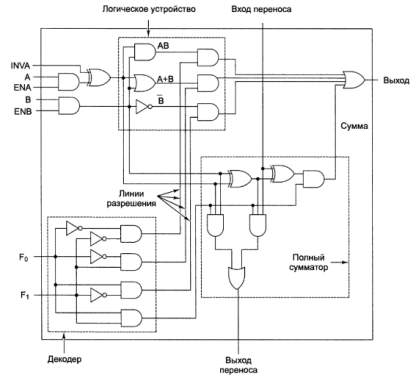 Логическое устройство
Вход переноса
INVA
A
ENA
B
ENB
AB
A+B
B̅
Выход
Сумма
Линии
разрешения
F₀
F₁
Полный
сумматор
Декодер
Выход
переноса